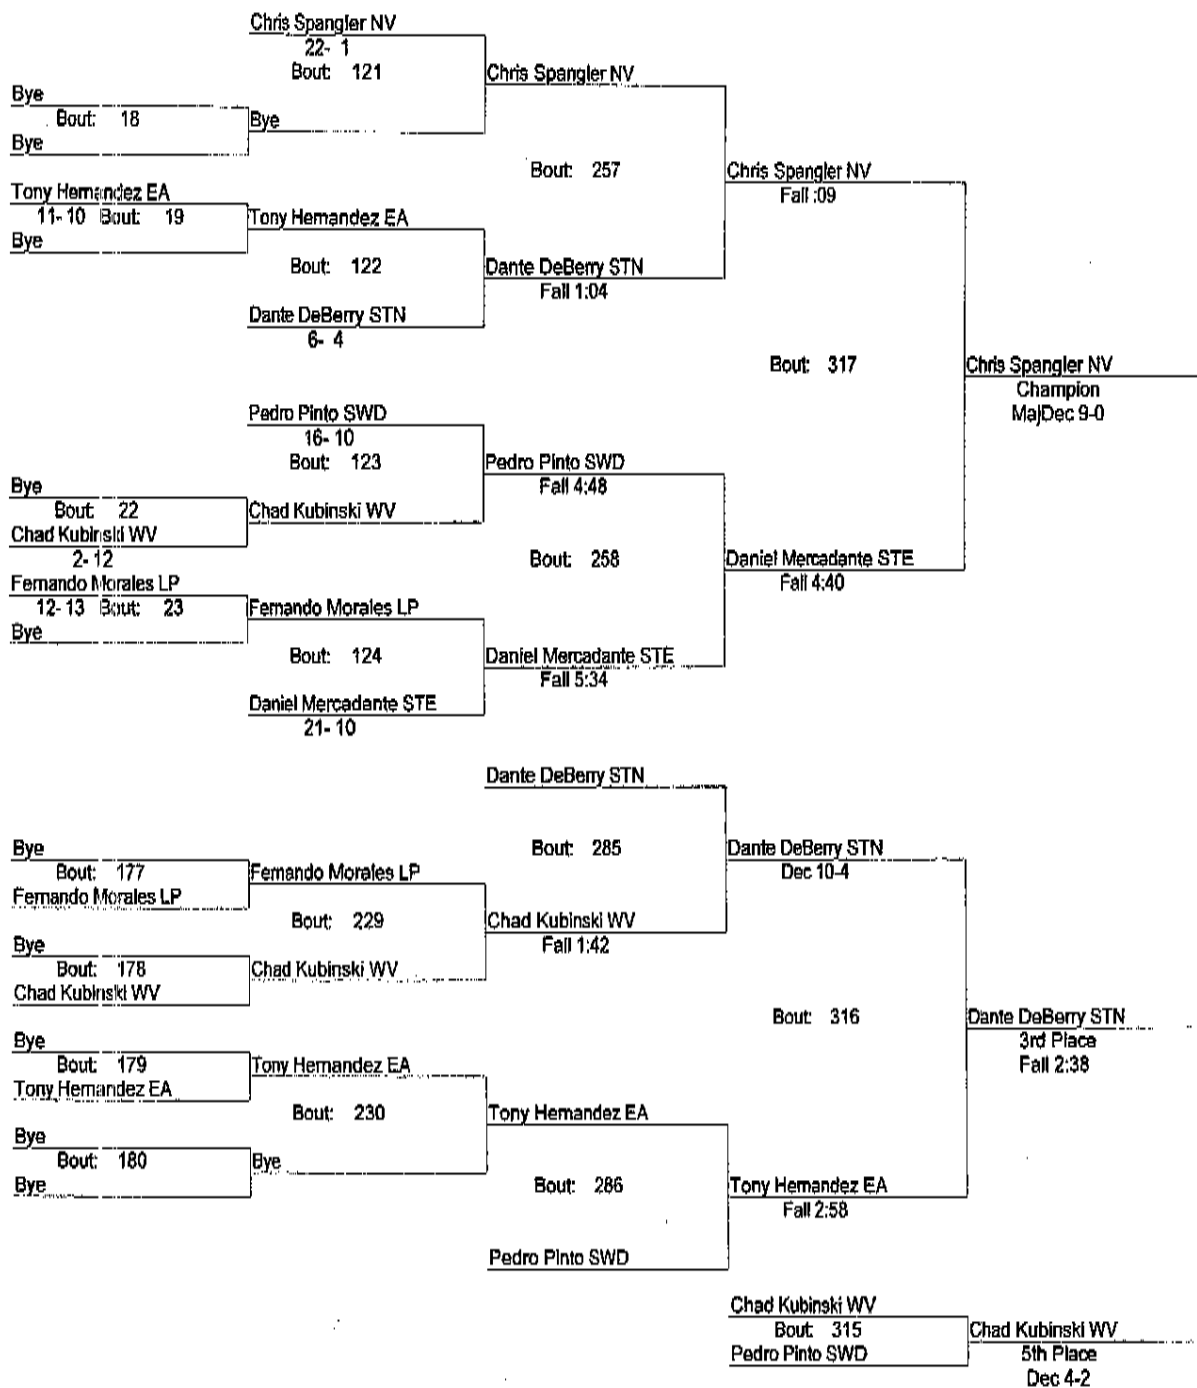 Chris Spangler NV
22- 1
Bout: 121
Chris Spangler NV
Bye
Bout: 18
Bye
Bye
Bout: 257
Chris Spangler NV
Fall :09
Tony Hernandez EA
11- 10 Bout: 19
Tony Hernandez EA
Bye
Bout: 122
Dante DeBerry STN
Fall 1:04
Dante DeBerry STN
6- 4
Bout: 317
Chris Spangler NV
Champion
MajDec 9-0
Pedro Pinto SWD
16- 10
Bout: 123
Pedro Pinto SWD
Fall 4:48
Bye
Bout: 22
Chad Kubinski WV
Chad Kubinski WV
2- 12
Bout: 258
Daniel Mercadante STE
Fall 4:40
Fernando Morales LP
12- 13 Bout: 23
Fernando Morales LP
Bye
Bout: 124
Daniel Mercadante STE
Fall 5:34
Daniel Mercadante STE
21- 10
Dante DeBerry STN
Bout: 285
Dante DeBerry STN
Dec 10-4
Bye
Bout: 177
Fernando Morales LP
Fernando Morales LP
Bout: 229
Chad Kubinski WV
Fall 1:42
Bye
Bout: 178
Chad Kubinski WV
Chad Kubinski WV
Bout: 316
Dante DeBerry STN
3rd Place
Fall 2:38
Bye
Bout: 179
Tony Hernandez EA
Tony Hernandez EA
Bout: 230
Tony Hernandez EA
Bye
Bout: 180
Bye
Bye
Bout: 286
Tony Hernandez EA
Fall 2:58
Pedro Pinto SWD
Chad Kubinski WV
Bout: 315
Chad Kubinski WV
Pedro Pinto SWD
5th Place
Dec 4-2